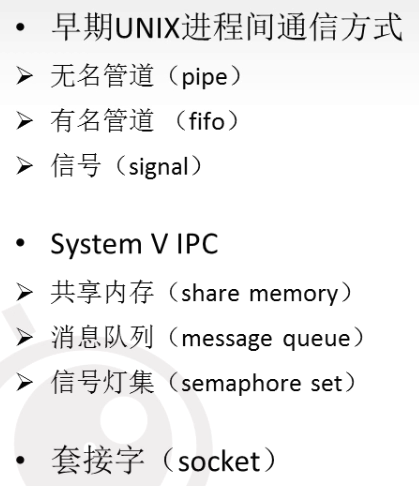 • 早期UNIX进程间通信方式
➢ 无名管道（pipe）
➢ 有名管道 （fifo）
➢ 信号（signal）
• System V IPC
➢ 共享内存（share memory）
➢ 消息队列（message queue）
➢ 信号灯集（semaphore set）
• 套接字（socket）